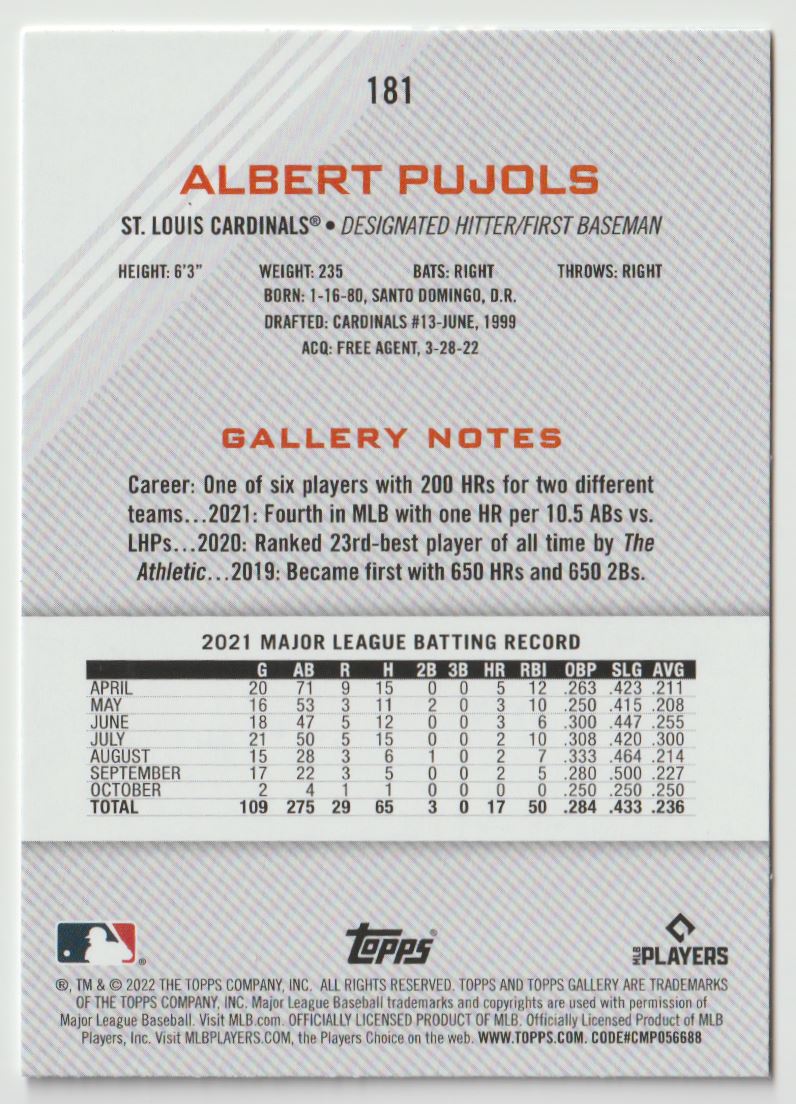 181
ALBERT PUJOLS
ST. LOUIS CARDINALS® • DESIGNATED HITTER/FIRST BASEMAN
HEIGHT: 6'3" WEIGHT: 235 BATS: RIGHT THROWS: RIGHT
BORN: 1-16-80, SANTO DOMINGO, D.R.
DRAFTED: CARDINALS #13-JUNE, 1999
ACQ: FREE AGENT, 3-28-22
GALLERY NOTES
Career: One of six players with 200 HRs for two different
teams...2021: Fourth in MLB with one HR per 10.5 ABs vs.
LHPs...2020: Ranked 23rd-best player of all time by The
Athletic...2019: Became first with 650 HRs and 650 2Bs.
2021 MAJOR LEAGUE BATTING RECORD
G AB R H 2B 3B HR RBI OBP SLG AVG
APRIL 20 71 9 15 0 0 5 12 .263 .423 .211
MAY 16 53 3 11 2 0 3 10 .250 .415 .208
JUNE 18 47 5 12 0 0 3 6 .300 .447 .255
JULY 21 50 5 15 0 0 2 10 .308 .420 .300
AUGUST 15 28 3 6 1 0 2 7 .333 .464 .214
SEPTEMBER 17 22 3 5 0 0 2 5 .280 .500 .227
OCTOBER 2 4 1 1 0 0 0 0 .250 .250 .250
TOTAL 109 275 29 65 3 0 17 50 .284 .433 .236
® Topps® MLB PLAYERS
®, TM & © 2022 THE TOPPS COMPANY, INC. ALL RIGHTS RESERVED. TOPPS AND TOPPS GALLERY ARE TRADEMARKS
OF THE TOPPS COMPANY, INC. Major League Baseball trademarks and copyrights are used with permission of
Major League Baseball. Visit MLB.com. OFFICIALLY LICENSED PRODUCT OF MLB. Officially Licensed Product of MLB
Players, Inc. Visit MLBPLAYERS.COM, the Players Choice on the web. WWW.TOPPS.COM. CODE#CMP056688